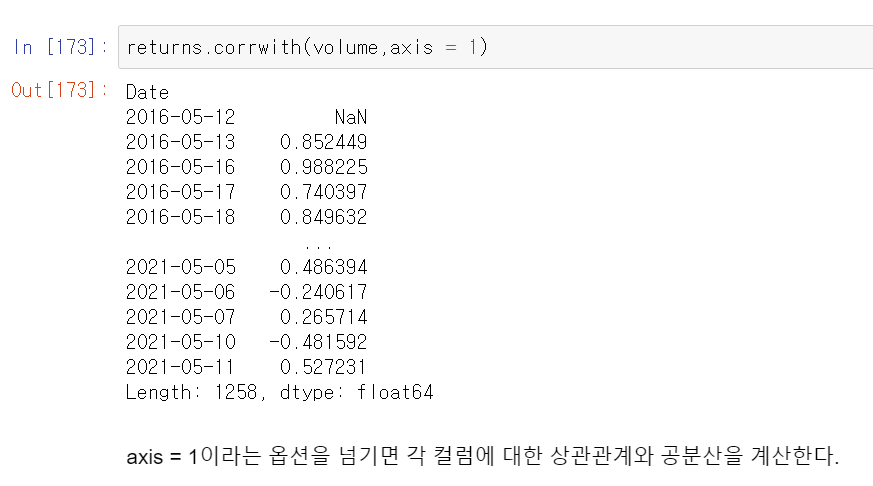 In [173]: returns.corrwith(volume,axis = 1)
Out[173]: Date
2016-05-12 NaN
2016-05-13 0.852449
2016-05-16 0.988225
2016-05-17 0.740397
2016-05-18 0.849632
...
2021-05-05 0.486394
2021-05-06 -0.240617
2021-05-07 0.265714
2021-05-10 -0.481592
2021-05-11 0.527231
Length: 1258, dtype: float64
axis = 1이라는 옵션을 넘기면 각 컬럼에 대한 상관관계와 공분산을 계산한다.